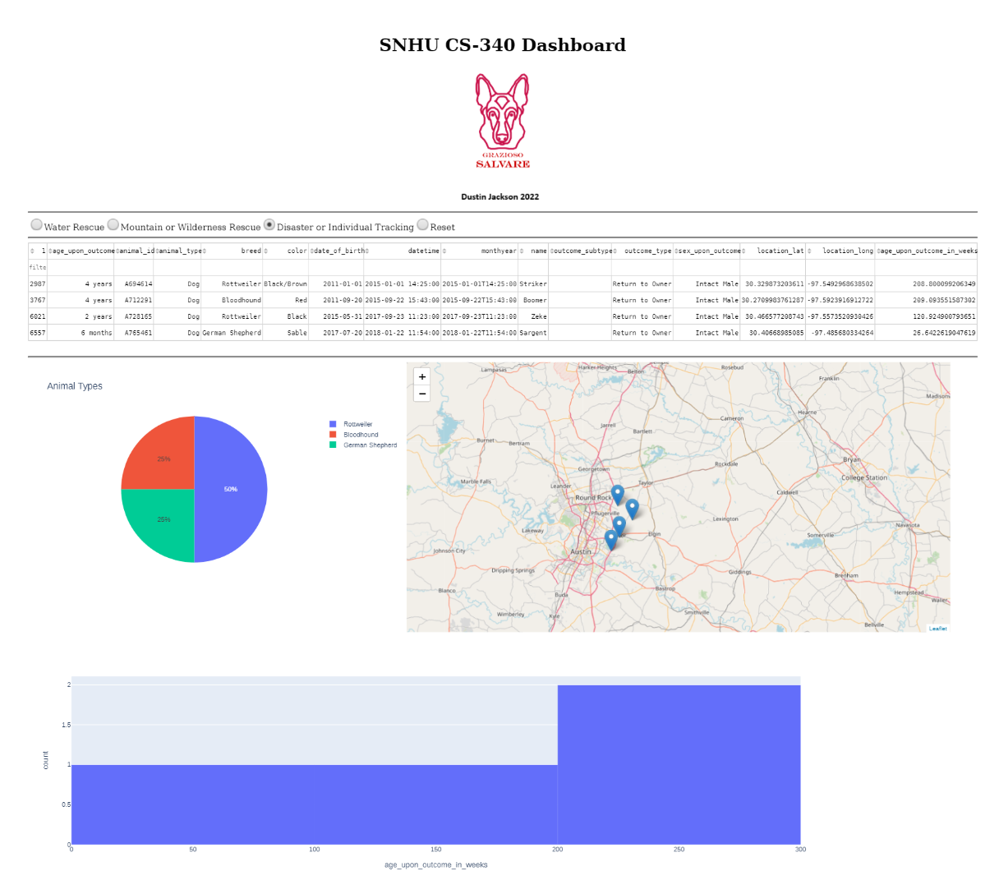 SNHU CS-340 Dashboard
GRAZIOSO
SALVARE
Dustin Jackson 2022
Water Rescue Mountain or Wilderness Rescue Disaster or Individual Tracking Reset
1 age_upon_outcome animal_id animal_type breed color date_of_birth datetime monthyear name outcome_subtype outcome_type sex_upon_outcome location_lat location_long age_upon_outcome_in_weeks
filte
2987 4 years A694614 Dog Rottweiler Black/Brown 2011-01-01 2015-01-01 14:25:00 2015-01-01T14:25:00 Striker Return to Owner Intact Male 30.329873203611 -97.5492968638502 208.800099206349
3767 4 years A712291 Dog Bloodhound Red 2011-09-20 2015-09-22 15:43:00 2015-09-22T15:43:00 Boomer Return to Owner Intact Male 30.2709983761287 -97.5923916912722 209.093551587302
6021 2 years A728165 Dog Rottweiler Black 2015-05-31 2017-09-23 11:23:00 2017-09-23T11:23:00 Zeke Return to Owner Intact Male 30.466577208743 -97.5573520930426 120.924900793651
6557 6 months A765461 Dog German Shepherd Sable 2017-07-20 2018-01-22 11:54:00 2018-01-22T11:54:00 Sargent Return to Owner Intact Male 30.40668985085 -97.485680334264 26.6422619047619
Animal Types
Rottweiler
Bloodhound
German Shepherd
25%
50%
25%
+
−
Lampasas
Harker Heights
Belton
Rosebud
Franklin
Madison
Hearne
Cameron
Jarrell
Bartlett
Burnet
Bertram
Bryan
College Station
Rockdale
Georgetown
Marble Falls
Leander
Taylor
Caldwell
Round Rock
Pflugerville
Lexington
Navasota
Lakeway
Elgin
Somerville
Johnson City
Austin
Dripping Springs
Giddings
Brenham
Blanco
Buda
Bastrop
Hempstead
Waller
Wimberley
Kyle
Smithville
Bellville
Leaflet
2
1.5
1
0.5
0
count
0 50 100 150 200 250 300
age_upon_outcome_in_weeks